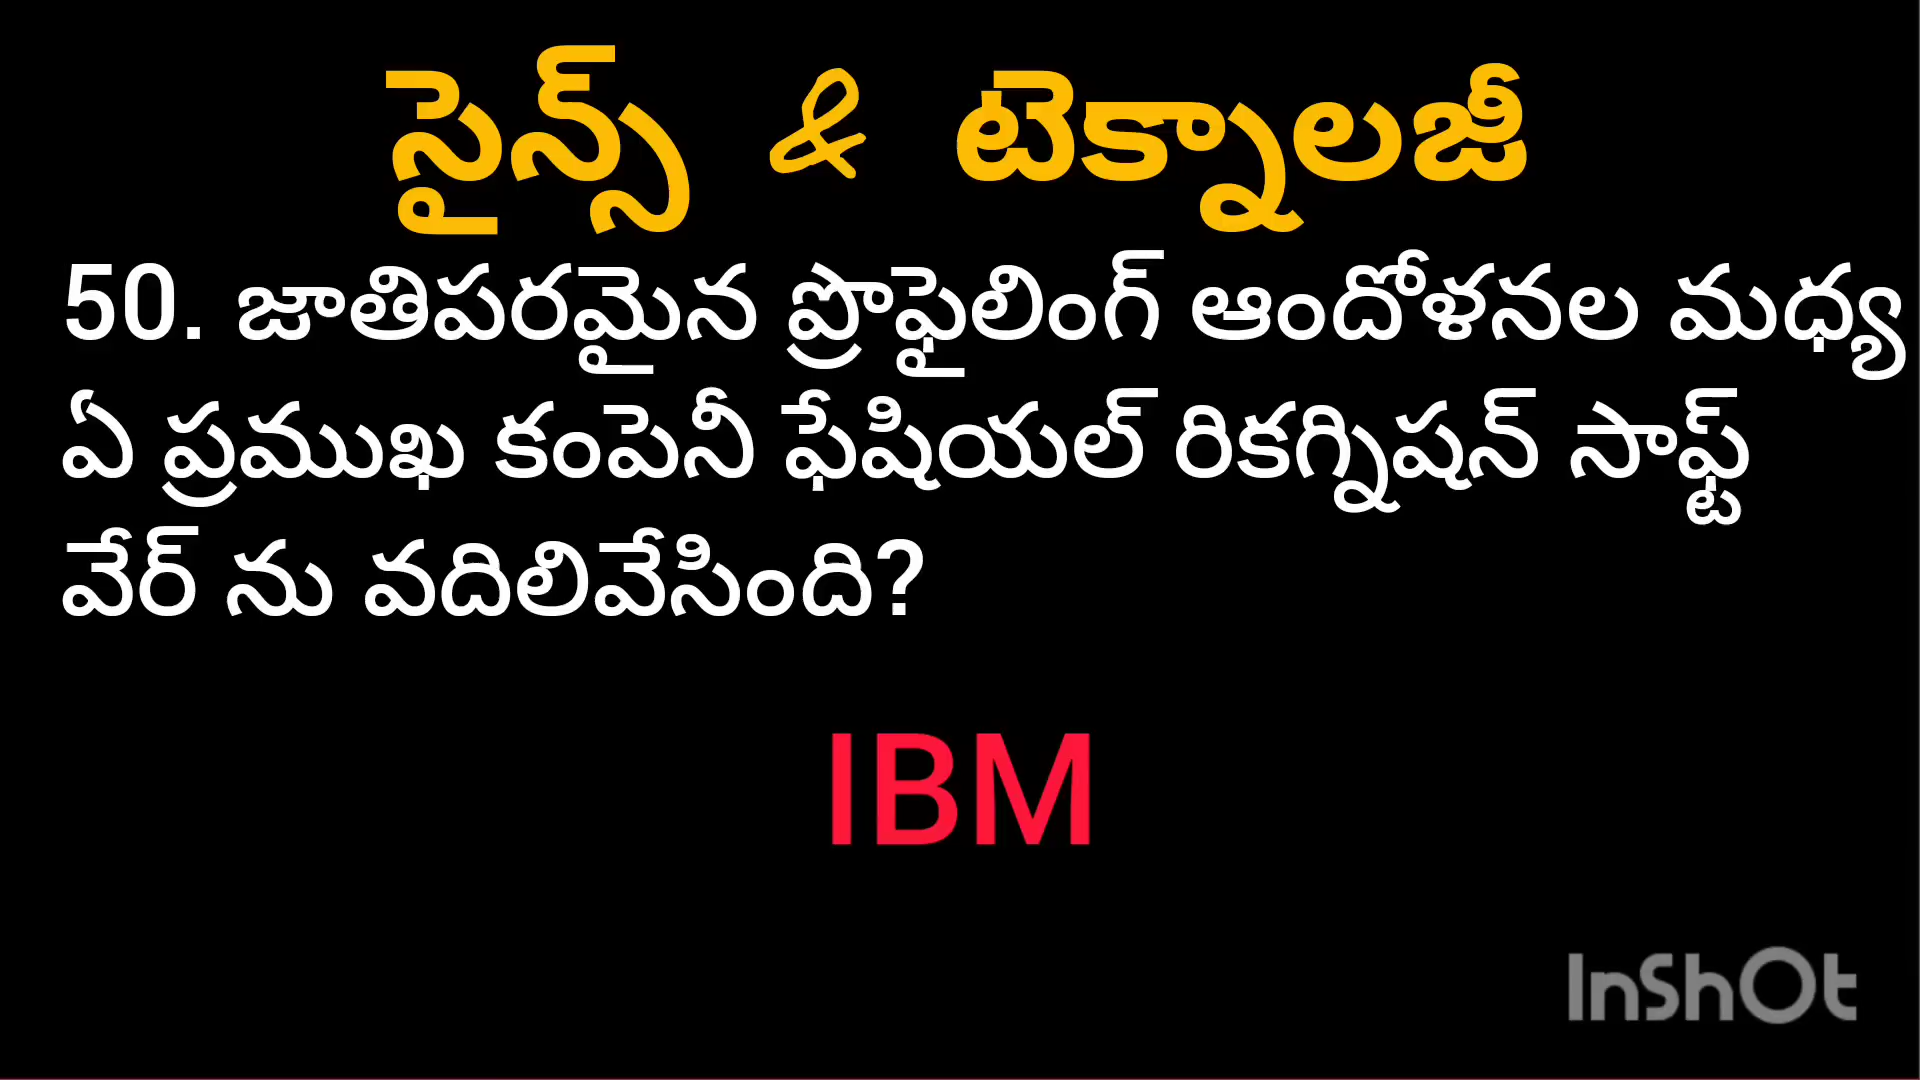 సైన్స్ & టెక్నాలజీ
50. జాతిపరమైన ప్రొఫైలింగ్ ఆందోళనల మధ్య
ఏ ప్రముఖ కంపెనీ ఫేషియల్ రికగ్నిషన్ సాఫ్ట్
వేర్ ను వదిలివేసింది?
IBM
InShOt